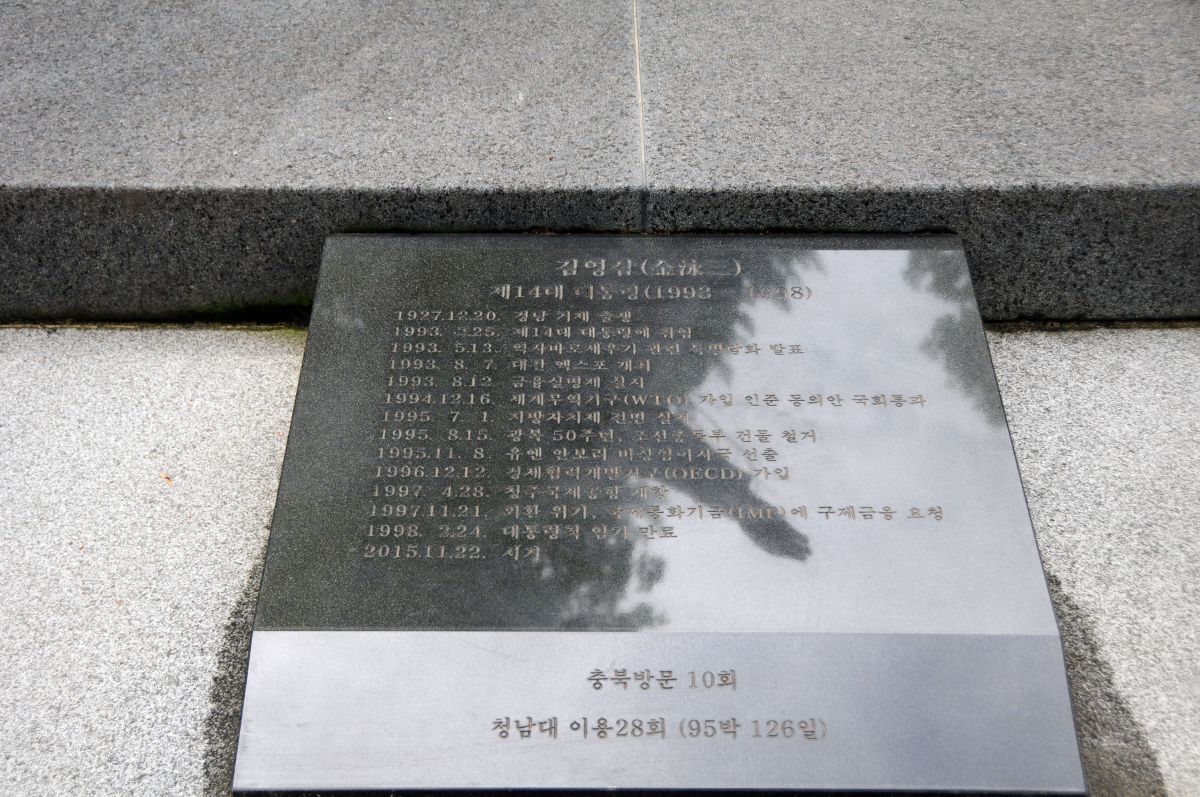 김영삼(金泳三)
제14대 대통령(1993 1998)
1927.12.20. 경남 거제 출생
1993. 2.25. 제14대 대통령에 취임
1993. 5.13. 역사바로세우기 관련 특별담화 발표
1993. 8. 7. 대전 엑스포 개최
1993. 8.12. 금융실명제 실시
1994.12.16. 세계무역기구(WTO) 가입 인준 동의안 국회통과
1995. 7. 1. 지방자치제 전면 실시
1995. 8.15. 광복 50주년, 조선총독부 건물 철거
1995.11. 8. 유엔 안보리 비상임이사국 선출
1996.12.12. 경제협력개발기구(OECD) 가입
1997. 4.28. 청주국제공항 개항
1997.11.21. 외환 위기, 국제통화기금(IMF)에 구제금융 요청
1998. 2.24. 대통령직 임기 만료
2015.11.22. 서거
충북방문 10회
청남대 이용28회 (95박 126일)